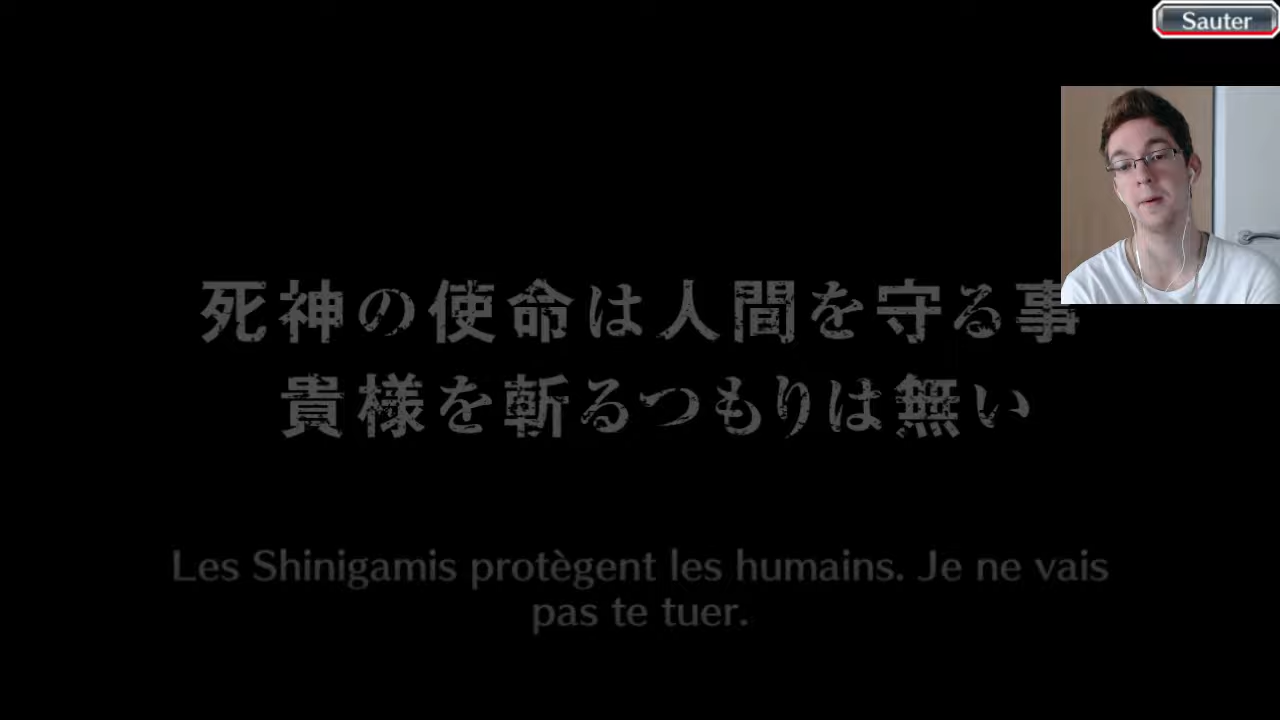 Sauter
死神の使命は人間を守る事
貴様を斬るつもりは無い
Les Shinigamis protègent les humains. Je ne vais
pas te tuer.